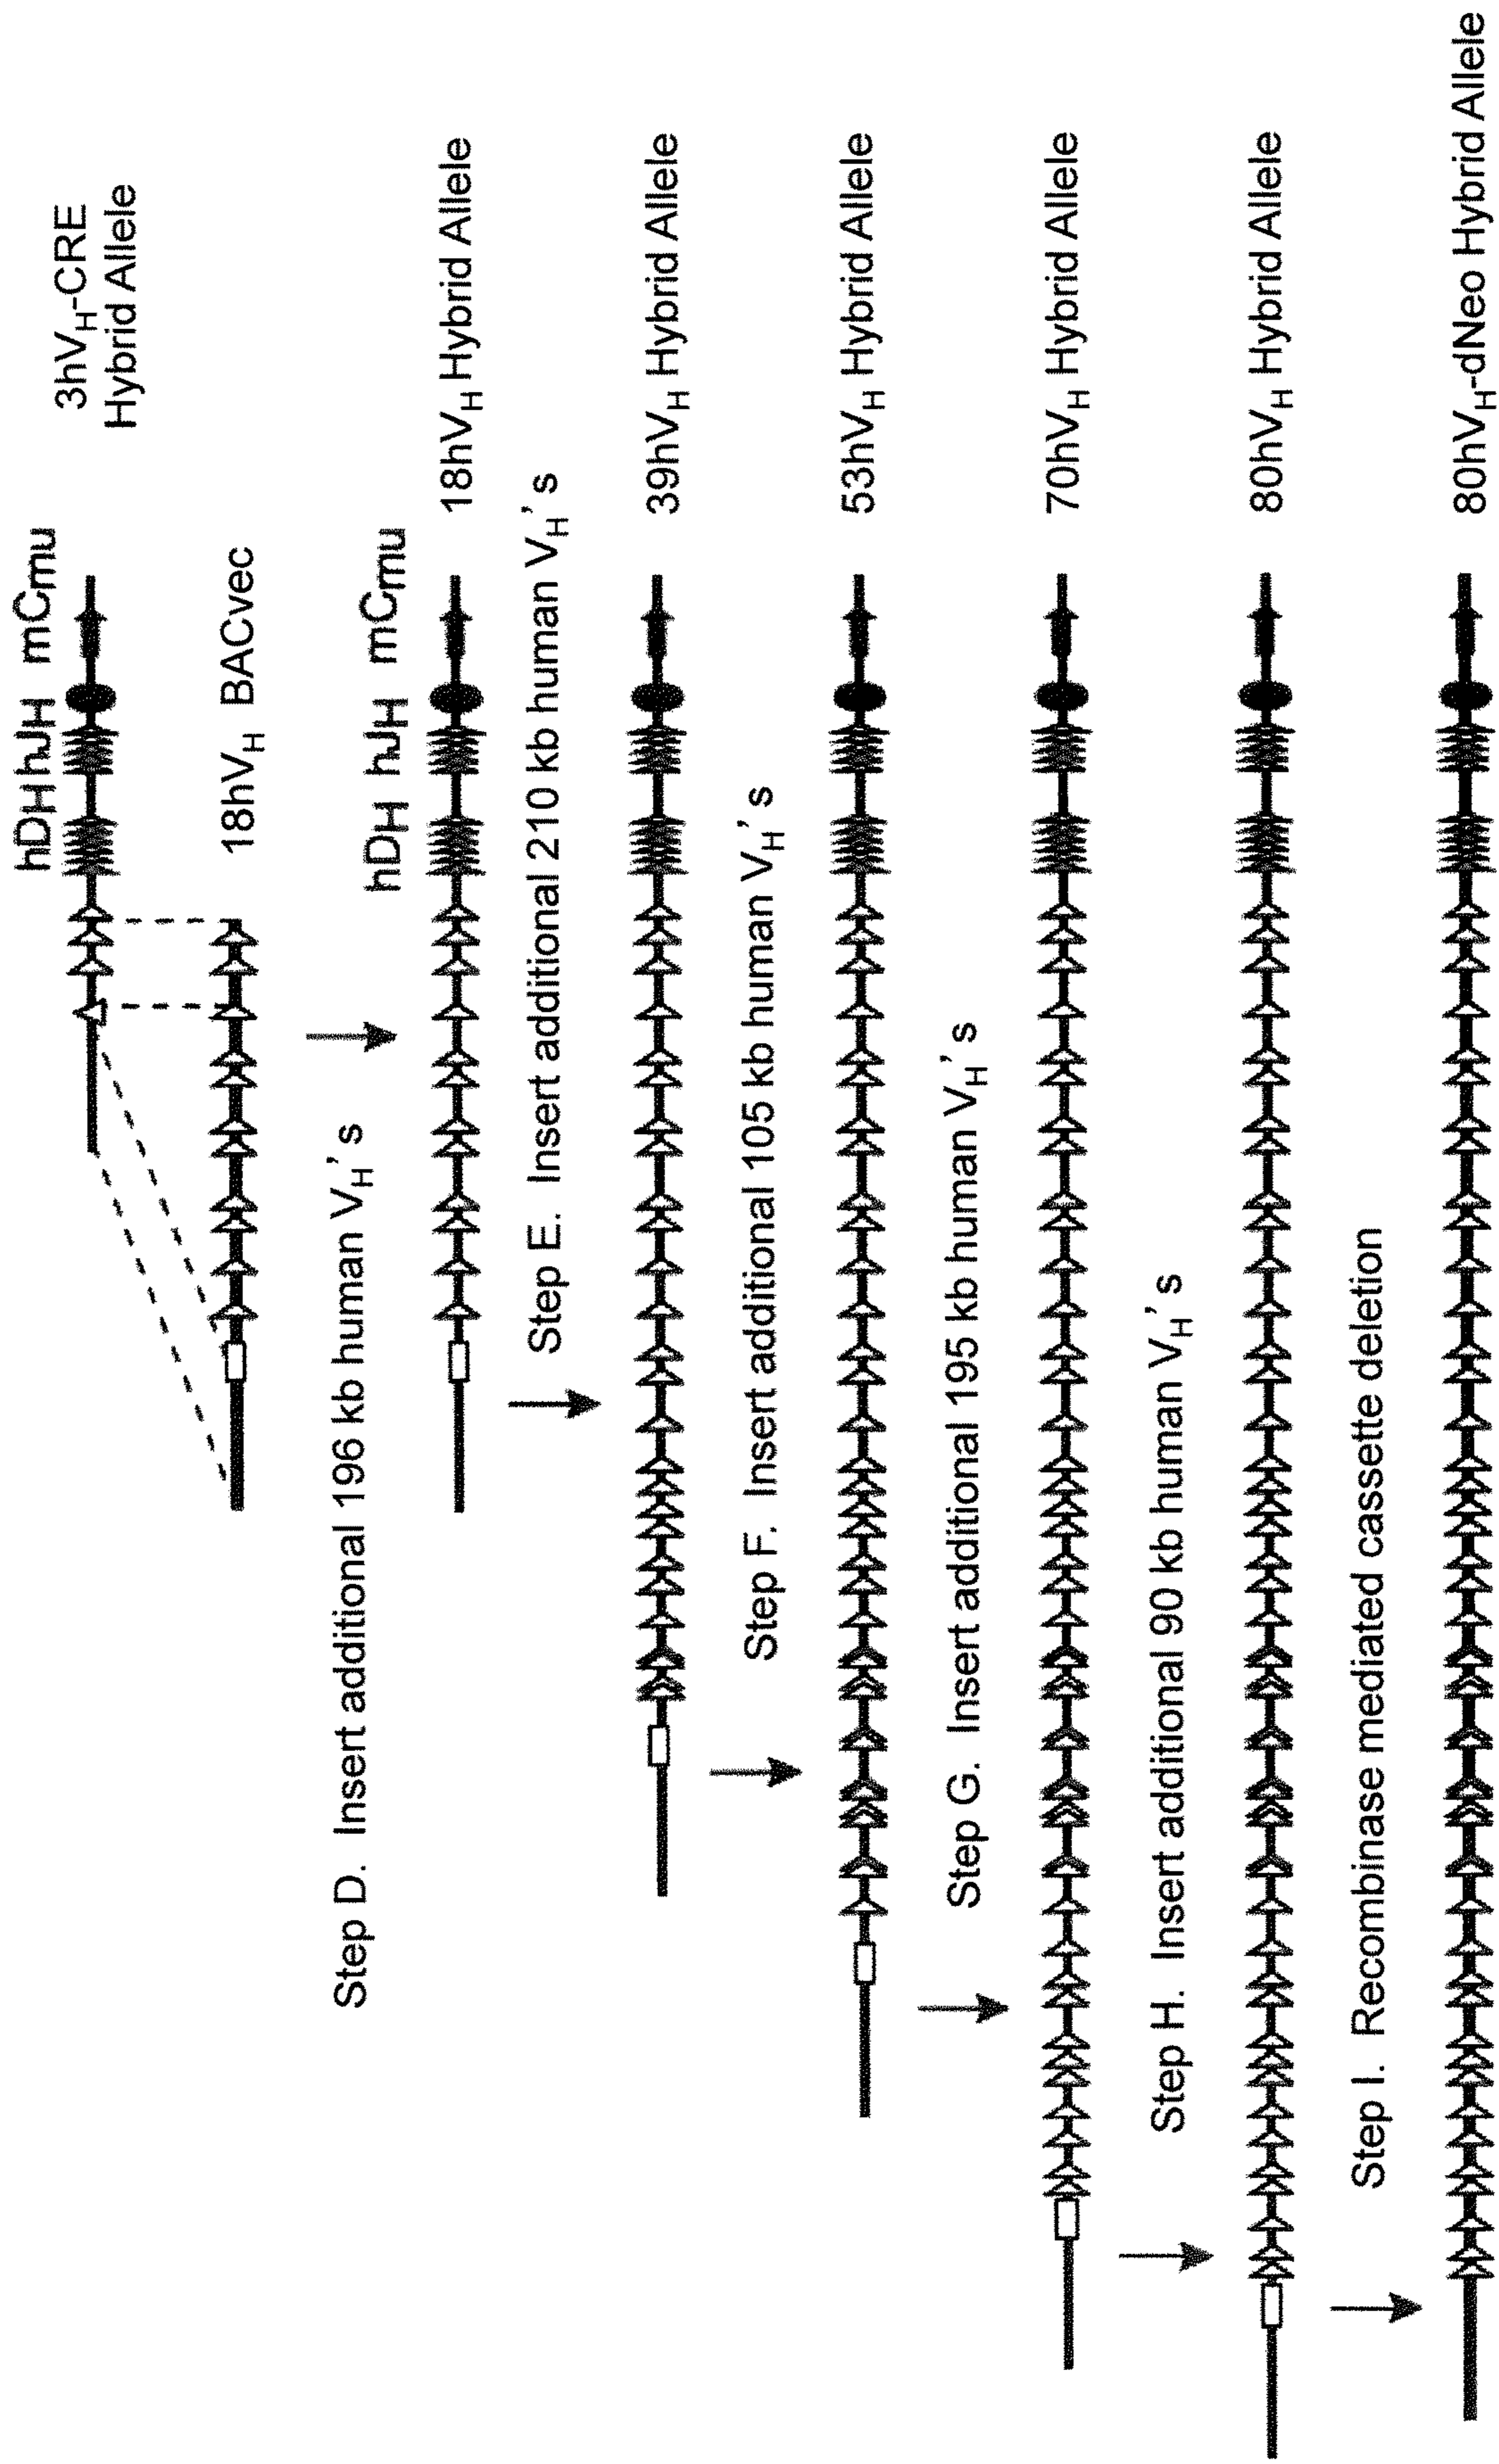 3hVH-CRE
Hybrid Allele
hDHhJH mCmu
18hVH BACvec
Step D. Insert additional 196 kb human VH's
hDH hJH mCmu
18hVH Hybrid Allele
Step E. Insert additional 210 kb human VH's
39hVH Hybrid Allele
Step F. Insert additional 105 kb human VH's
53hVH Hybrid Allele
Step G. Insert additional 195 kb human VH's
70hVH Hybrid Allele
Step H. Insert additional 90 kb human VH's
80hVH Hybrid Allele
Step I. Recombinase mediated cassette deletion
80hVH-dNeo Hybrid Allele